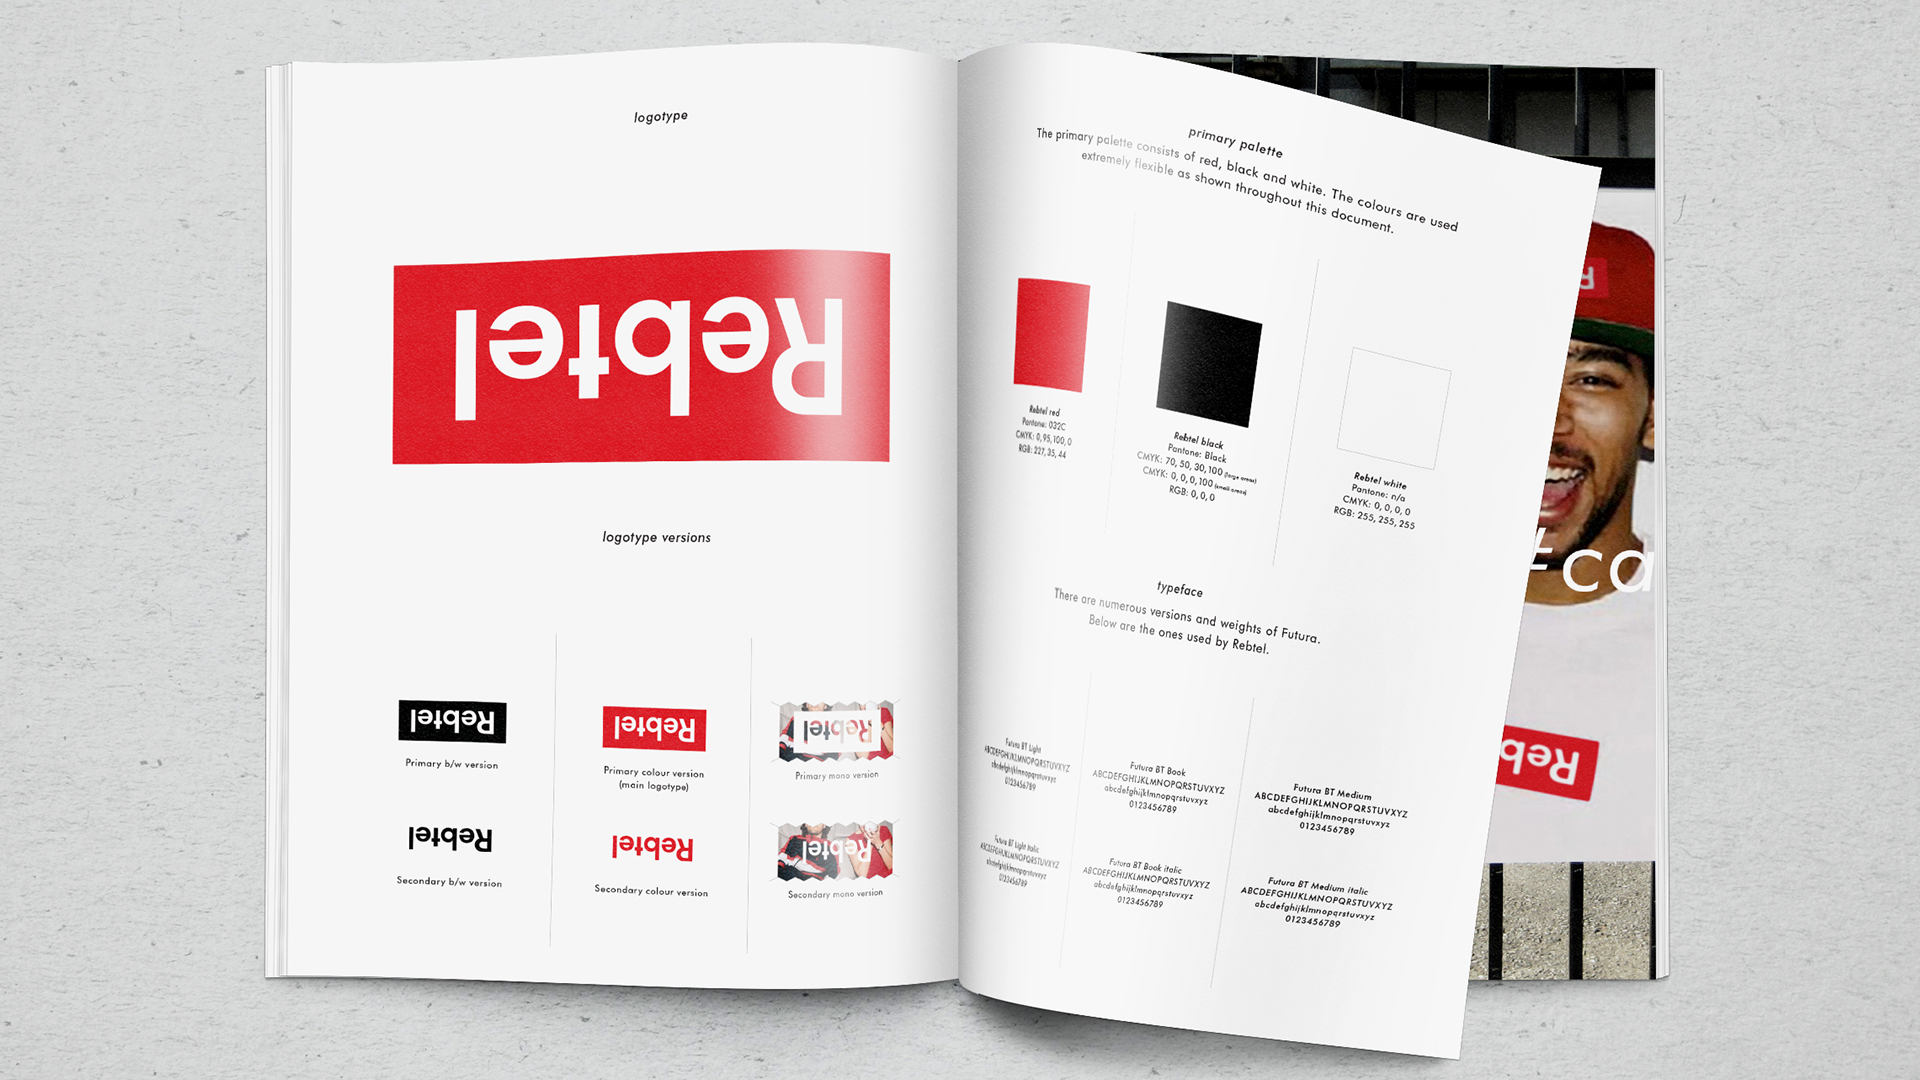 logotype
Rebtel
logotype versions
Rebtel
Primary b/w version
Rebtel
Secondary b/w version
Rebtel
Primary colour version
(main logotype)
Rebtel
Secondary colour version
Rebtel
Primary mono version
Rebtel
Secondary mono version
primary palette
The primary palette consists of red, black and white. The colours are used
extremely flexible as shown throughout this document.
Rebtel red
Pantone: 032C
CMYK: 0, 95, 100, 0
RGB: 227, 35, 44
Rebtel black
Pantone: Black
CMYK: 70, 50, 30, 100 (large areas)
CMYK: 0, 0, 0, 100 (small areas)
RGB: 0, 0, 0
Rebtel white
Pantone: n/a
CMYK: 0, 0, 0, 0
RGB: 255, 255, 255
typeface
There are numerous versions and weights of Futura.
Below are the ones used by Rebtel.
Futura BT Light
ABCDEFGHIJKLMNOPQRSTUVXYZ
abcdefghijklmnopqrstuvxyz
0123456789
Futura BT Light italic
ABCDEFGHIJKLMNOPQRSTUVXYZ
abcdefghijklmnopqrstuvxyz
0123456789
Futura BT Book
ABCDEFGHIJKLMNOPQRSTUVXYZ
abcdefghijklmnopqrstuvxyz
0123456789
Futura BT Book italic
ABCDEFGHIJKLMNOPQRSTUVXYZ
abcdefghijklmnopqrstuvxyz
0123456789
Futura BT Medium
ABCDEFGHIJKLMNOPQRSTUVXYZ
abcdefghijklmnopqrstuvxyz
0123456789
Futura BT Medium italic
ABCDEFGHIJKLMNOPQRSTUVXYZ
abcdefghijklmnopqrstuvxyz
0123456789
R
#ca
Reb